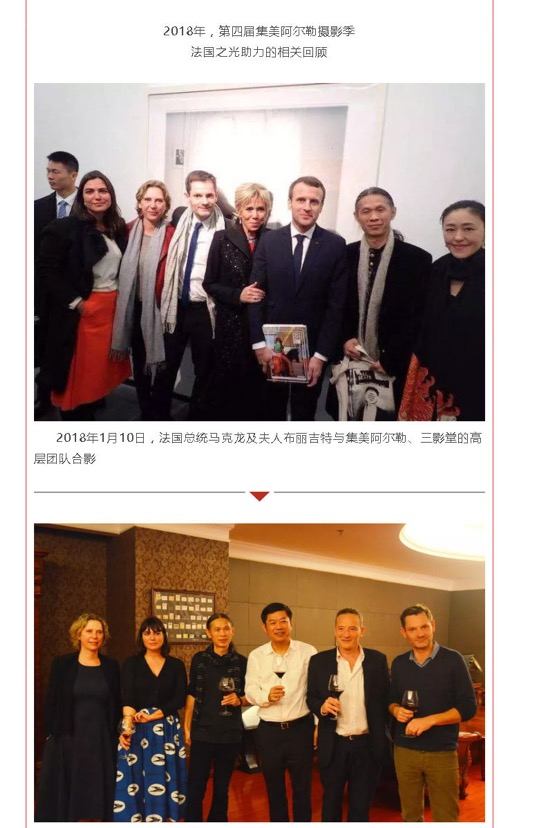 2018年，第四届集美阿尔勒摄影季
法国之光助力的相关回顾
2018年1月10日，法国总统马克龙及夫人布丽吉特与集美阿尔勒、三影堂的高
层团队合影